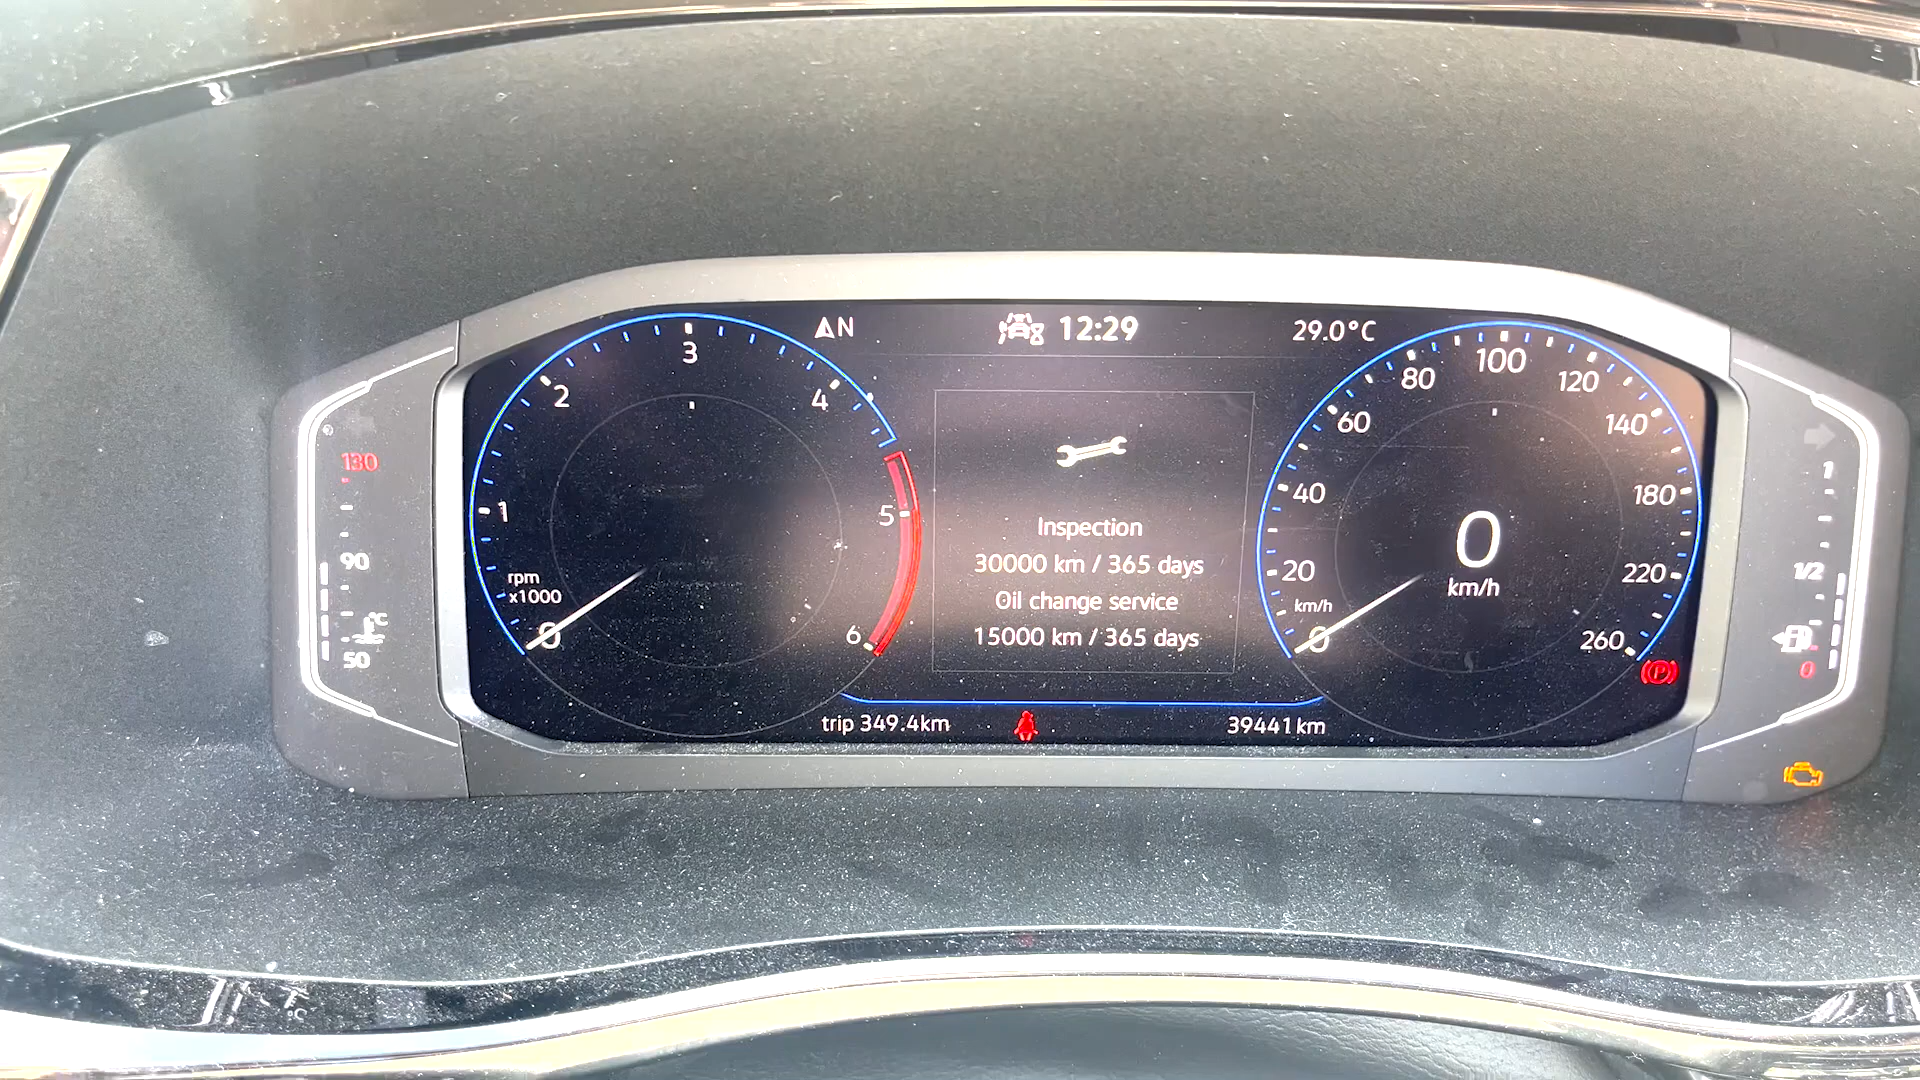 N
12:29
29.0°C
1
2
3
4
5
6
0
rpm
x1000
Inspection
30000 km / 365 days
Oil change service
15000 km / 365 days
0
20
40
60
80
100
120
140
180
220
260
km/h
0
km/h
130
90
°C
50
1
1/2
0
trip 349.4km
39441km
(P)